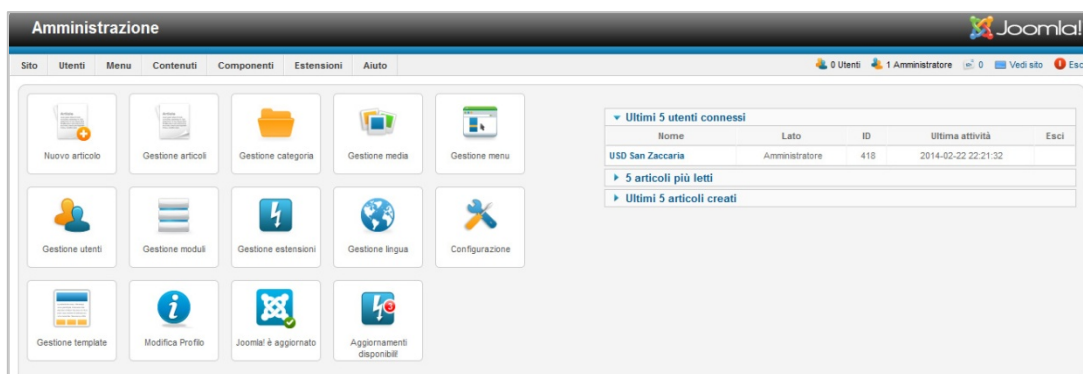 Amministrazione
Joomla!
Sito Utenti Menu Contenuti Componenti Estensioni Aiuto
0 Utenti 1 Amministratore 0 Vedi sito Esc
Nuovo articolo Gestione articoli Gestione categoria Gestione media Gestione menu
Gestione utenti Gestione moduli Gestione estensioni Gestione lingua Configurazione
Gestione template Modifica Profilo Joomla! è aggiornato Aggiornamenti
disponibili!
3
Ultimi 5 utenti connessi
Nome Lato ID Ultima attività Esci
USD San Zaccaria Amministratore 418 2014-02-22 22:21:32
5 articoli più letti
Ultimi 5 articoli creati